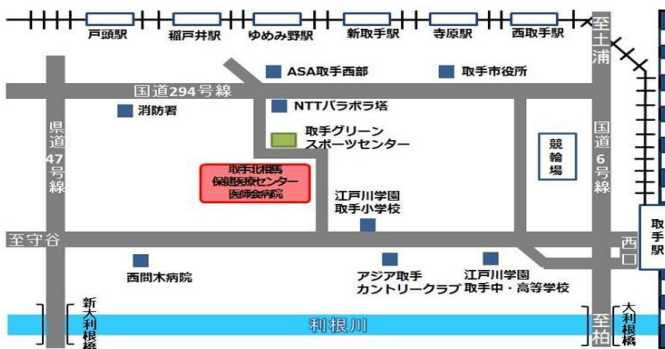 戸頭駅
稲戸井駅
ゆめみ野駅
新取手駅
寺原駅
西取手駅
至土浦
ASA取手西部
取手市役所
国道294号線
消防署
NTTパラボラ塔
取手グリーン
スポーツセンター
県道47号線
国道6号線
競輪場
取手北相馬
保健医療センター
医師会病院
江戸川学園
取手小学校
取手駅
至守谷
西口
西間木病院
アジア取手
カントリークラブ
江戸川学園
取手中・高等学校
新大利根橋
利根川
至柏
大利根橋